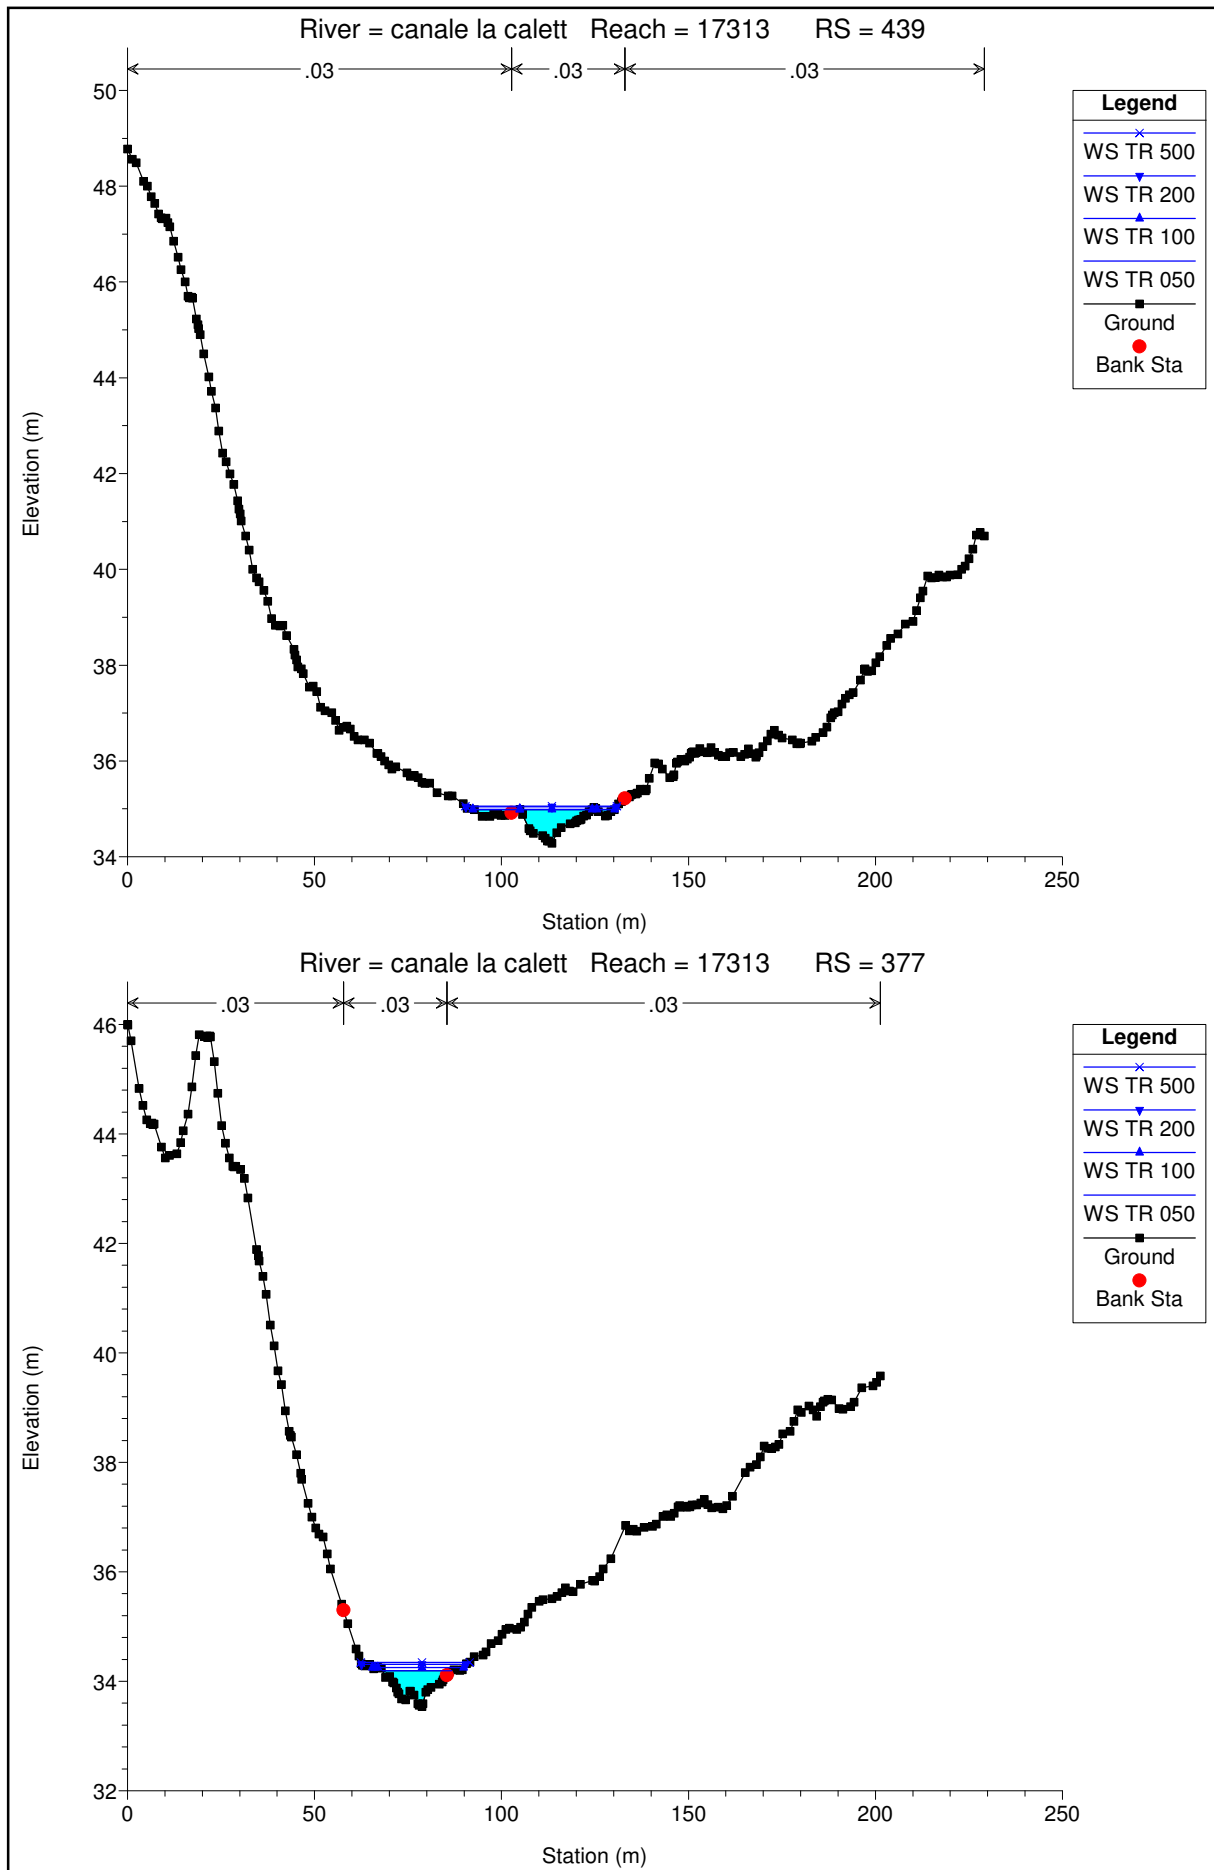 River = canale la calett Reach = 17313 RS = 439
.03 .03 .03
50
48
46
44
42
40
38
36
34
Elevation (m)
0 50 100 150 200 250
Station (m)
Legend
WS TR 500
WS TR 200
WS TR 100
WS TR 050
Ground
Bank Sta
River = canale la calett Reach = 17313 RS = 377
.03 .03 .03
46
44
42
40
38
36
34
32
Elevation (m)
0 50 100 150 200 250
Station (m)
Legend
WS TR 500
WS TR 200
WS TR 100
WS TR 050
Ground
Bank Sta